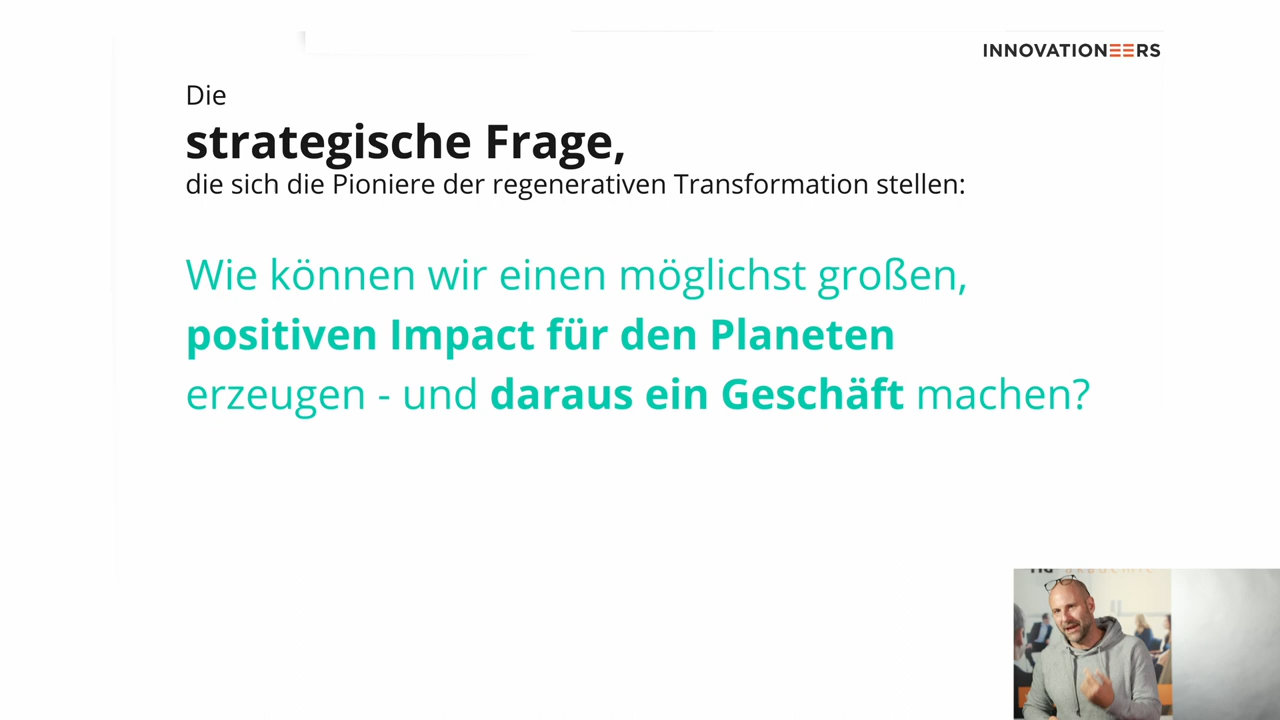 INNOVATIONEERS
Die
strategische Frage,
die sich die Pioniere der regenerativen Transformation stellen:
Wie können wir einen möglichst großen,
positiven Impact für den Planeten
erzeugen - und daraus ein Geschäft machen?
akademie